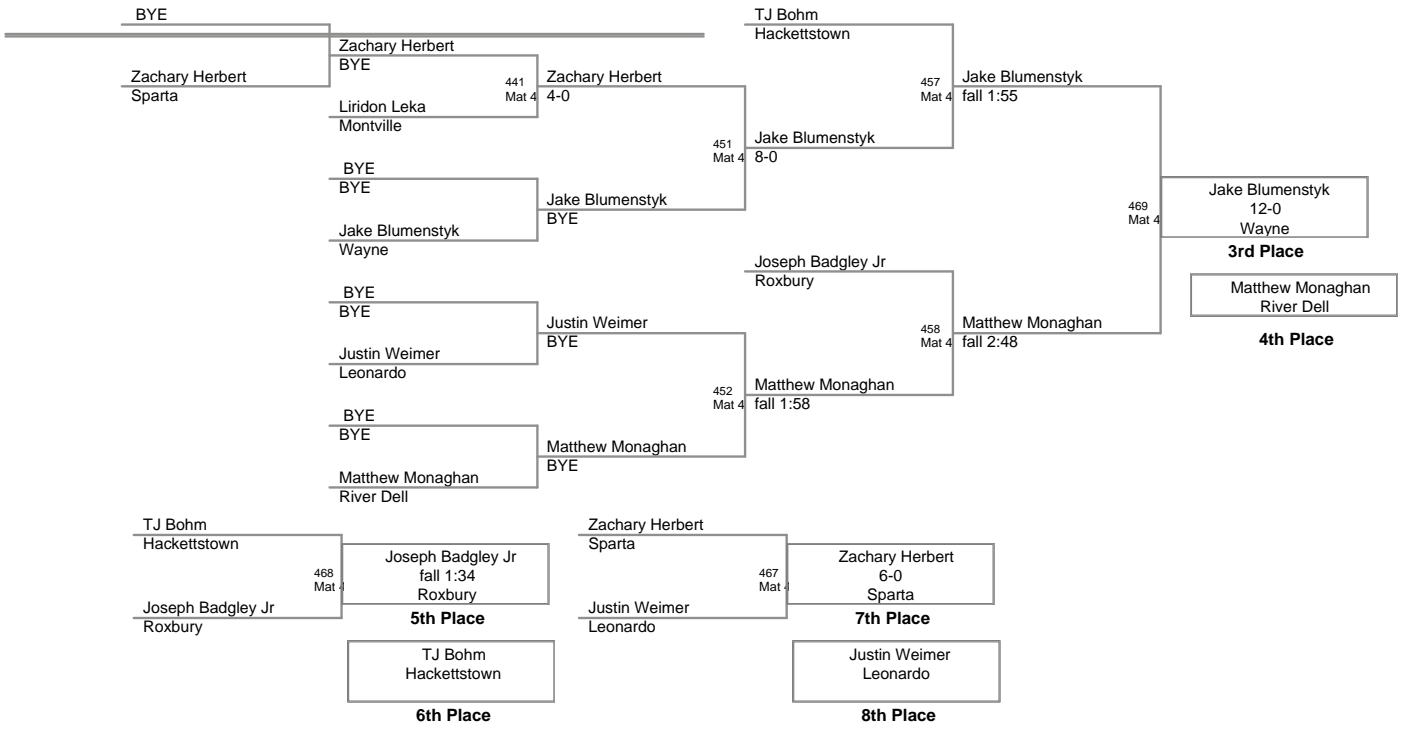 BYE
Zachary Herbert
Sparta
Zachary Herbert
BYE
Liridon Leka
Montville
441
Mat 4
Zachary Herbert
4-0
BYE
BYE
Jake Blumenstyk
Wayne
Jake Blumenstyk
BYE
451
Mat 4
Jake Blumenstyk
8-0
TJ Bohm
Hackettstown
457
Mat 4
Jake Blumenstyk
fall 1:55
BYE
BYE
Justin Weimer
Leonardo
Justin Weimer
BYE
BYE
BYE
Matthew Monaghan
River Dell
Matthew Monaghan
BYE
452
Mat 4
Matthew Monaghan
fall 1:58
Joseph Badgley Jr
Roxbury
458
Mat 4
Matthew Monaghan
fall 2:48
469
Mat 4
Jake Blumenstyk
12-0
Wayne
3rd Place
Matthew Monaghan
River Dell
4th Place
TJ Bohm
Hackettstown
Joseph Badgley Jr
Roxbury
468
Mat 4
Joseph Badgley Jr
fall 1:34
Roxbury
5th Place
TJ Bohm
Hackettstown
6th Place
Zachary Herbert
Sparta
Justin Weimer
Leonardo
467
Mat 4
Zachary Herbert
6-0
Sparta
7th Place
Justin Weimer
Leonardo
8th Place